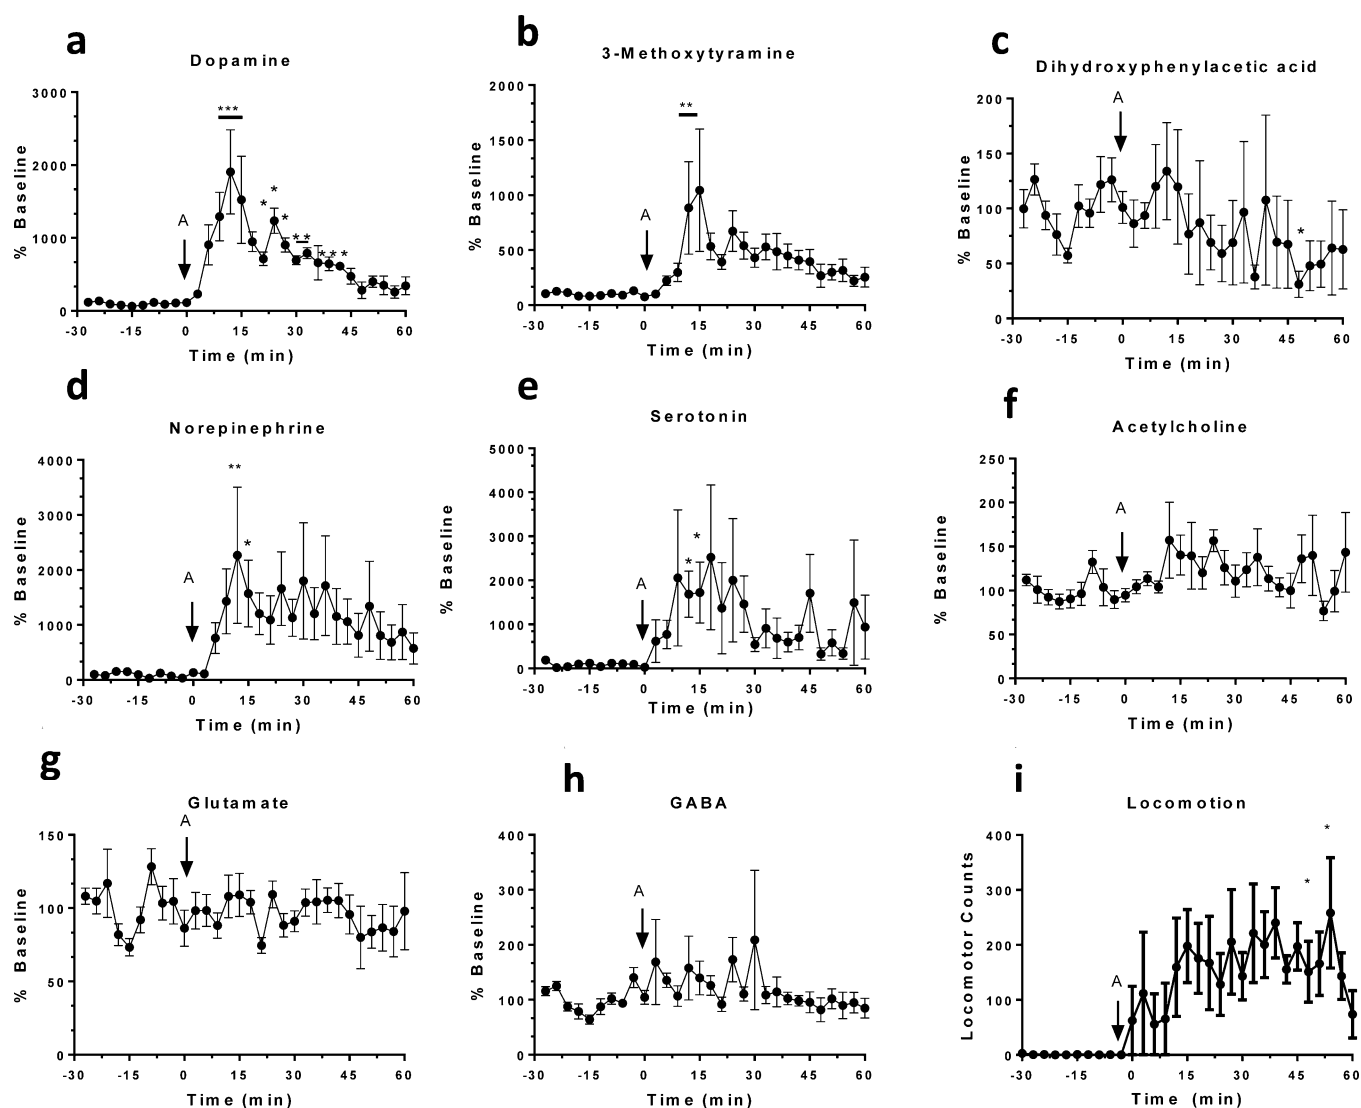 a
Dopamine
3000
2000
1000
0
-30
-15
0
15
30
45
60
% Baseline
Time (min)
A
***
*
*
*
**
***
b
3-Methoxytyramine
2000
1500
1000
500
0
-30
-15
0
15
30
45
60
% Baseline
Time (min)
A
**
c
Dihydroxyphenylacetic acid
200
150
100
50
0
-30
-15
0
15
30
45
60
% Baseline
Time (min)
A
*
d
Norepinephrine
4000
3000
2000
1000
0
-30
-15
0
15
30
45
60
% Baseline
Time (min)
A
**
*
e
Serotonin
5000
4000
3000
2000
1000
0
-30
-15
0
15
30
45
60
% Baseline
Time (min)
A
*
*
f
Acetylcholine
250
200
150
100
50
0
-30
-15
0
15
30
45
60
% Baseline
Time (min)
A
g
Glutamate
150
100
50
0
-30
-15
0
15
30
45
60
% Baseline
Time (min)
A
h
GABA
400
300
200
100
0
-30
-15
0
15
30
45
60
% Baseline
Time (min)
A
i
Locomotion
400
300
200
100
0
-30
-15
0
15
30
45
60
Locomotor Counts
Time (min)
A
*
*